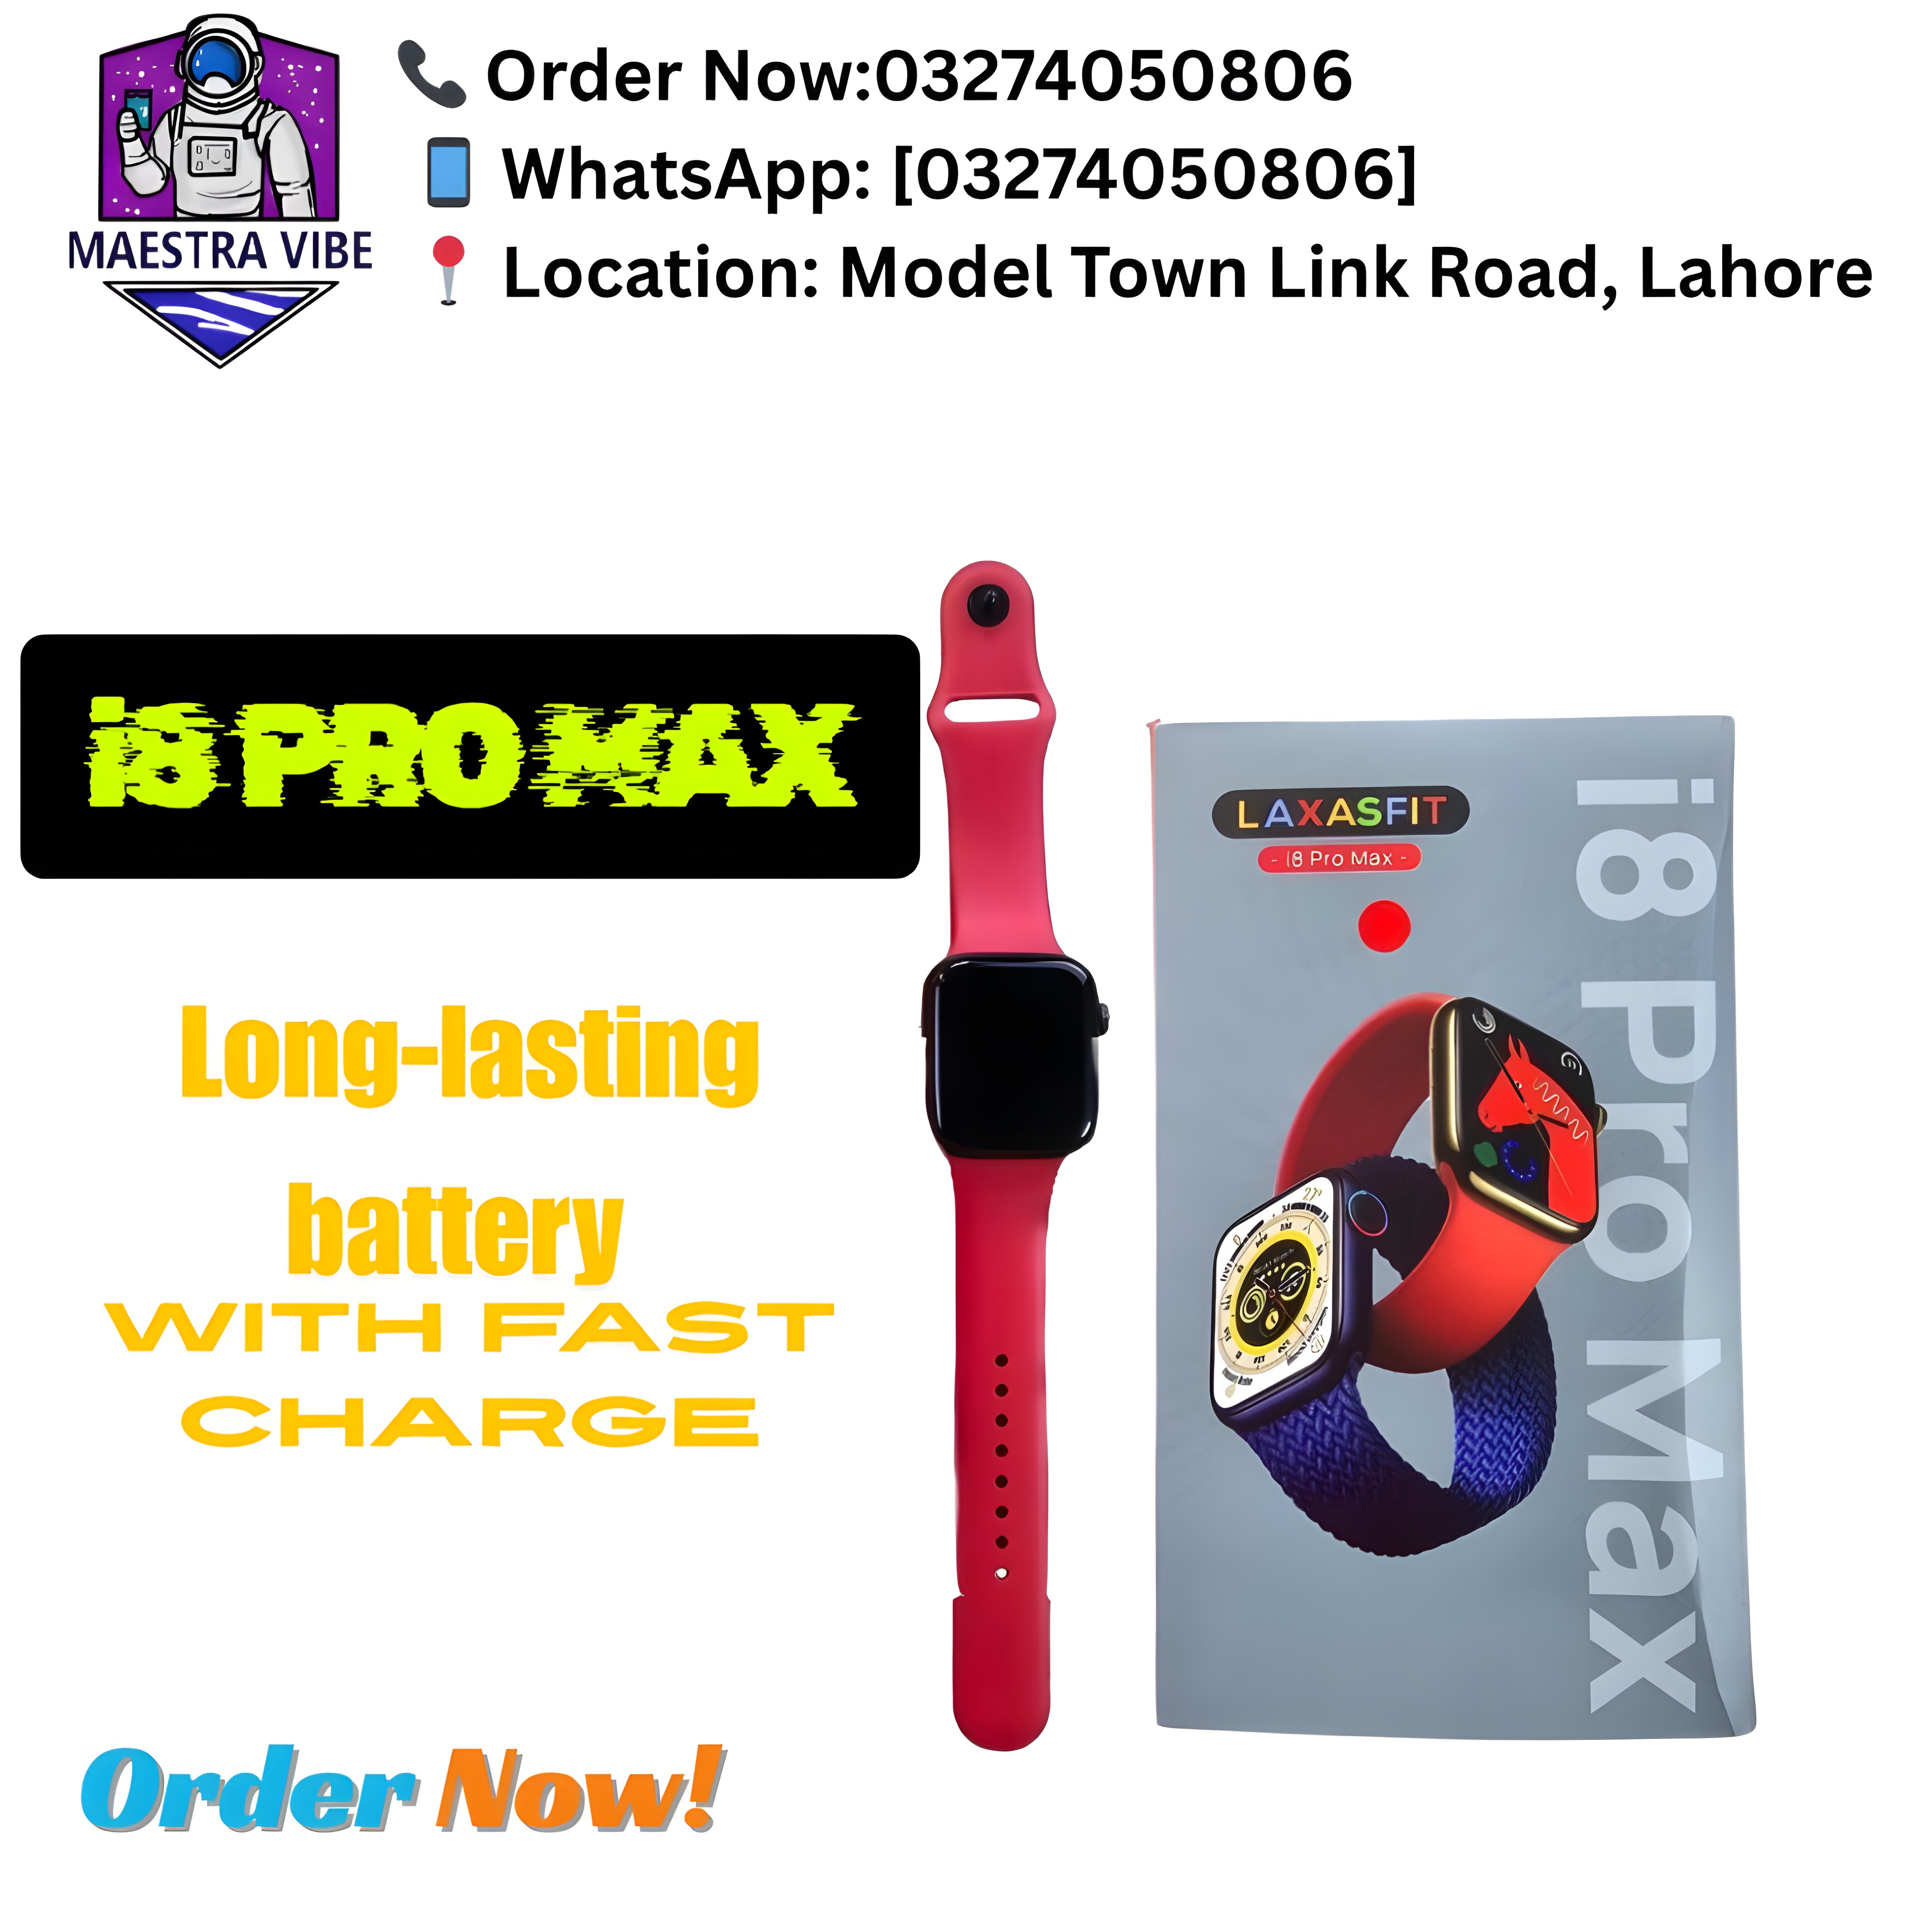 Order Now:03274050806
WhatsApp: [03274050806]
Location: Model Town Link Road, Lahore
MAESTRA VIBE
i8 PRO MAX
Long-lasting
battery
WITH FAST
CHARGE
Order Now!
LAXASFIT
- i8 Pro Max -
i8 Pro Max